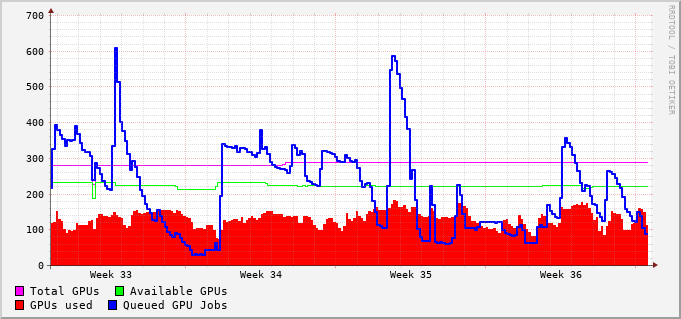 700
600
500
400
300
200
100
0
Week 33 Week 34 Week 35 Week 36
Total GPUs Available GPUs
GPUs used Queued GPU Jobs
RRDTOOL / TOBI OETIKER